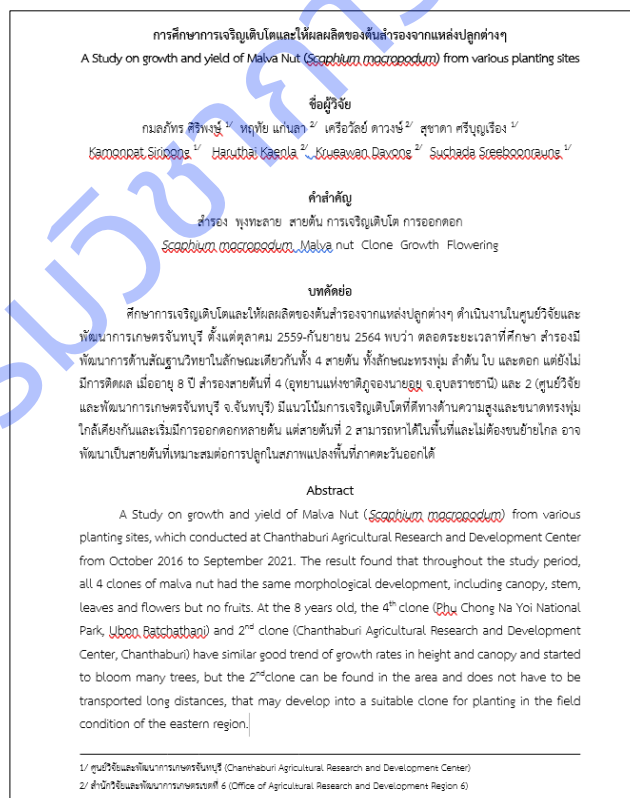 การศึกษาการเจริญเติบโตและให้ผลผลิตของต้นสำรองจากแหล่งปลูกต่างๆ
A Study on growth and yield of Malva Nut (Scaphium macropodum) from various planting sites
ชื่อผู้วิจัย
กมลภัทร ศิริพงษ์ 1/ หฤทัย แก่นลา 2/ เครือวัลย์ ดาวงษ์ 2/ สุชาดา ศรีบุญเรือง 1/
Kamonpat Siripong 1/ Haruthai Kaenla 2/ Krueawan Davong 2/ Suchada Sreeboonraung 1/
คำสำคัญ
สำรอง พุงทะลาย สายต้น การเจริญเติบโต การออกดอก
Scaphium macropodum Malva nut Clone Growth Flowering
บทคัดย่อ
ศึกษาการเจริญเติบโตและให้ผลผลิตของต้นสำรองจากแหล่งปลูกต่างๆ ดำเนินงานในศูนย์วิจัยและ
พัฒนาการเกษตรจันทบุรี ตั้งแต่ตุลาคม 2559-กันยายน 2564 พบว่า ตลอดระยะเวลาที่ศึกษา สำรองมี
พัฒนาการด้านสัณฐานวิทยาในลักษณะเดียวกันทั้ง 4 สายต้น ทั้งลักษณะทรงพุ่ม ลำต้น ใบ และดอก แต่ยังไม่
มีการติดผล เมื่ออายุ 8 ปี สำรองสายต้นที่ 4 (อุทยานแห่งชาติภูจองนายอย จ.อุบลราชธานี) และ 2 (ศูนย์วิจัย
และพัฒนาการเกษตรจันทบุรี จ.จันทบุรี) มีแนวโน้มการเจริญเติบโตที่ดีทางด้านความสูงและขนาดทรงพุ่ม
ใกล้เคียงกันและเริ่มมีการออกดอกหลายต้น แต่สายต้นที่ 2 สามารถหาได้ในพื้นที่และไม่ต้องขนย้ายไกล อาจ
พัฒนาเป็นสายต้นที่เหมาะสมต่อการปลูกในสภาพแปลงพื้นที่ภาคตะวันออกได้
Abstract
A Study on growth and yield of Malva Nut (Scaphium macropodum) from various
planting sites, which conducted at Chanthaburi Agricultural Research and Development Center
from October 2016 to September 2021. The result found that throughout the study period,
all 4 clones of malva nut had the same morphological development, including canopy, stem,
leaves and flowers but no fruits. At the 8 years old, the 4th clone (Phu Chong Na Yoi National
Park, Ubon Ratchathani) and 2nd clone (Chanthaburi Agricultural Research and Development
Center, Chanthaburi) have similar good trend of growth rates in height and canopy and started
to bloom many trees, but the 2nd clone can be found in the area and does not have to be
transported long distances, that may develop into a suitable clone for planting in the field
condition of the eastern region.
1/ ศูนย์วิจัยและพัฒนาการเกษตรจันทบุรี (Chanthaburi Agricultural Research and Development Center)
2/ สำนักวิจัยและพัฒนาการเกษตรเขตที่ 6 (Office of Agricultural Research and Development Region 6)